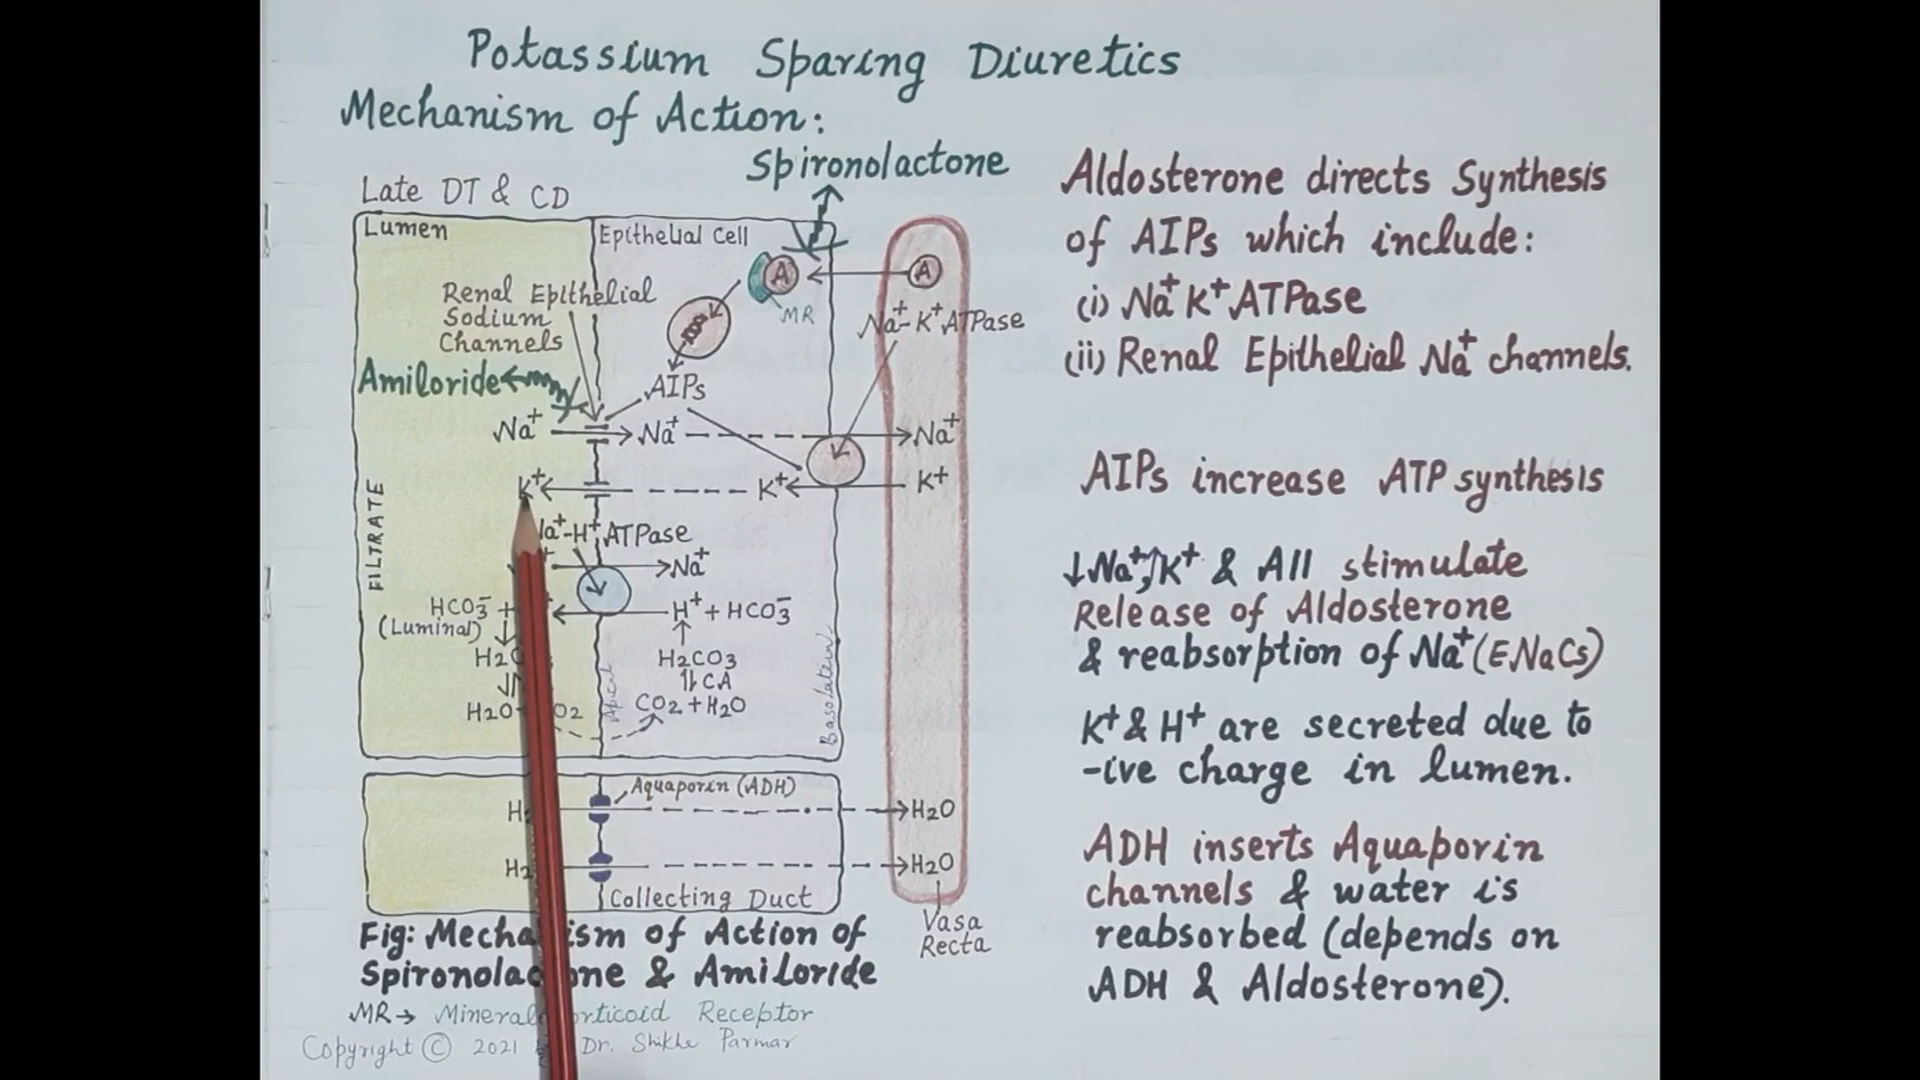 Potassium Sparing Diuretics
Mechanism of Action:
Spironolactone
Late DT & CD
Lumen
Epithelial Cell
A
A
MR
Renal Epithelial
Sodium
Channels
Na⁺-K⁺ATPase
Amiloride
AIPs
Na⁺
Na⁺
Na⁺
K⁺
K⁺
K⁺
FILTRATE
Na⁺-H⁺ATPase
Na⁺
HCO₃⁻ +
H⁺ + HCO₃⁻
(Luminal)
H2CO3
CA
CO2 + H2O
H2O
Apical
Basolateral
Aquaporin (ADH)
H2O
H2O
Collecting Duct
Vasa
Recta
Fig: Mechanism of Action of
Spironolactone & Amiloride
MR → Mineralocorticoid Receptor
Copyright © 2021 Dr. Shikha Parmar
Aldosterone directs Synthesis
of AIPs which include:
(i) Na⁺K⁺ATPase
(ii) Renal Epithelial Na⁺ channels.
AIPs increase ATP synthesis
↓Na⁺,↑K⁺ & AII stimulate
Release of Aldosterone
& reabsorption of Na⁺(ENaCs)
K⁺ & H⁺ are secreted due to
-ive charge in lumen.
ADH inserts Aquaporin
channels & water is
reabsorbed (depends on
ADH & Aldosterone).